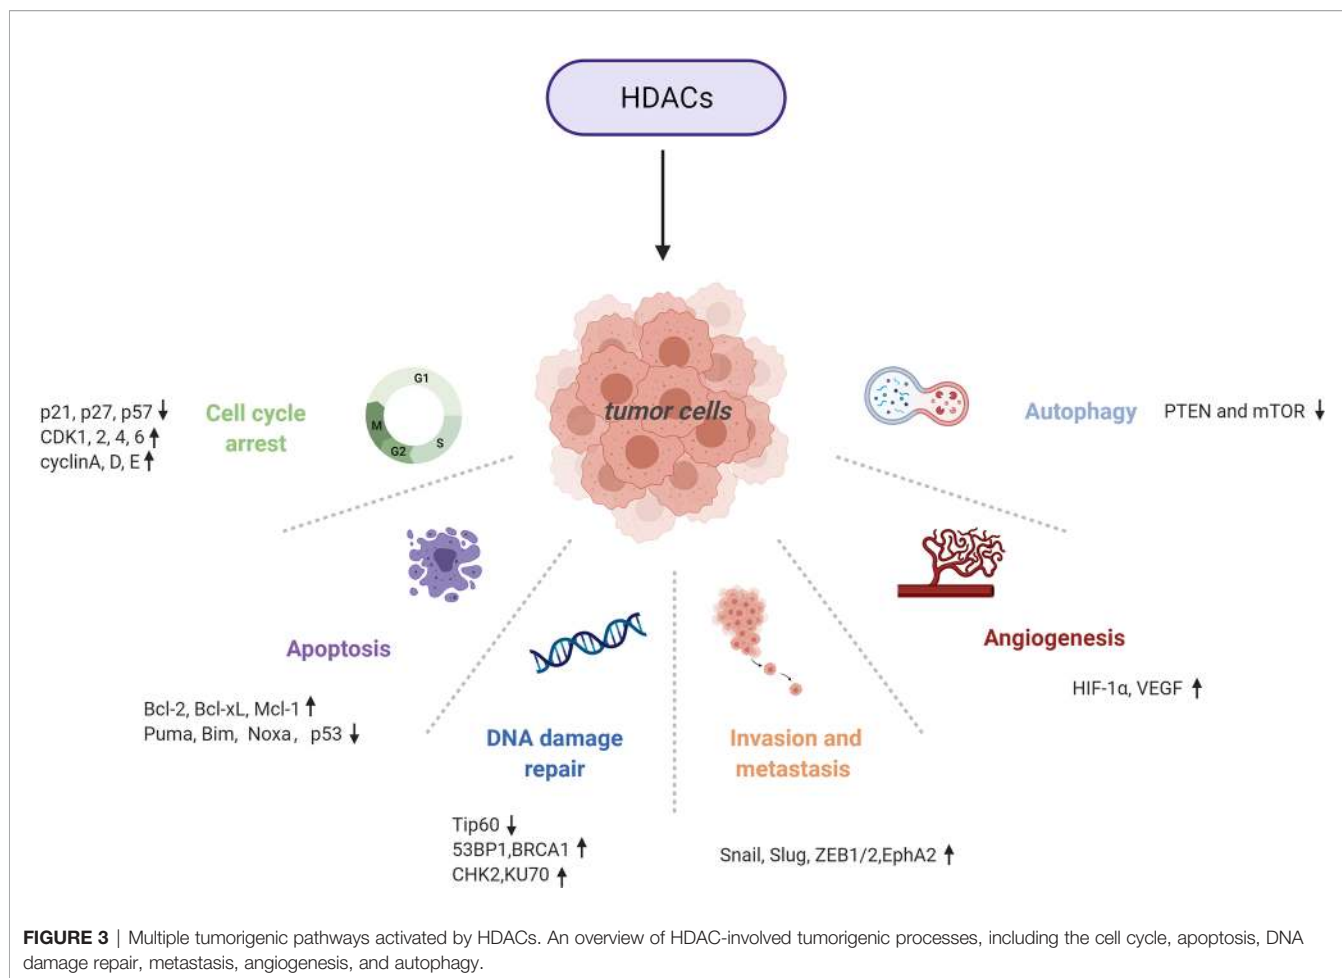 HDACs
tumor cells
G1
S
G2
M
p21, p27, p57 ↓
CDK1, 2, 4, 6 ↑
cyclinA, D, E ↑
Cell cycle
arrest
Autophagy
PTEN and mTOR ↓
Apoptosis
Bcl-2, Bcl-xL, Mcl-1 ↑
Puma, Bim, Noxa, p53 ↓
DNA damage
repair
Tip60 ↓
53BP1,BRCA1 ↑
CHK2,KU70 ↑
Invasion and
metastasis
Snail, Slug, ZEB1/2,EphA2 ↑
Angiogenesis
HIF-1α, VEGF ↑
FIGURE 3 | Multiple tumorigenic pathways activated by HDACs. An overview of HDAC-involved tumorigenic processes, including the cell cycle, apoptosis, DNA
damage repair, metastasis, angiogenesis, and autophagy.